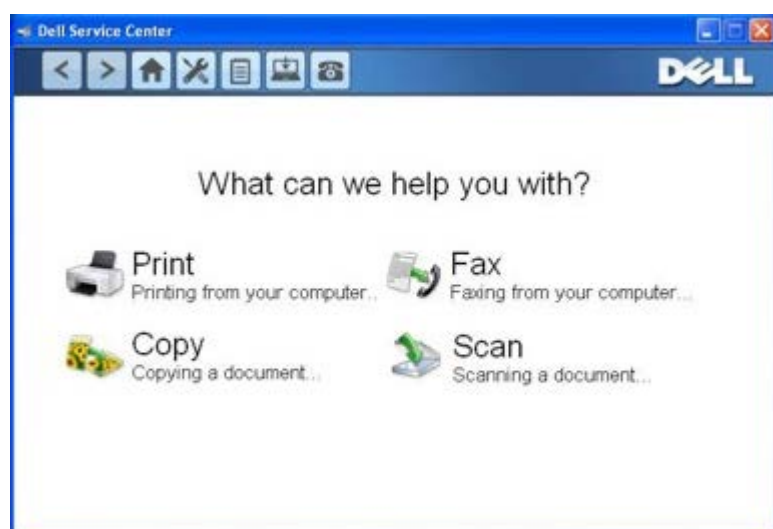 Dell Service Center
DELL
What can we help you with?
Print
Printing from your computer..
Fax
Faxing from your computer...
Copy
Copying a document...
Scan
Scanning a document...